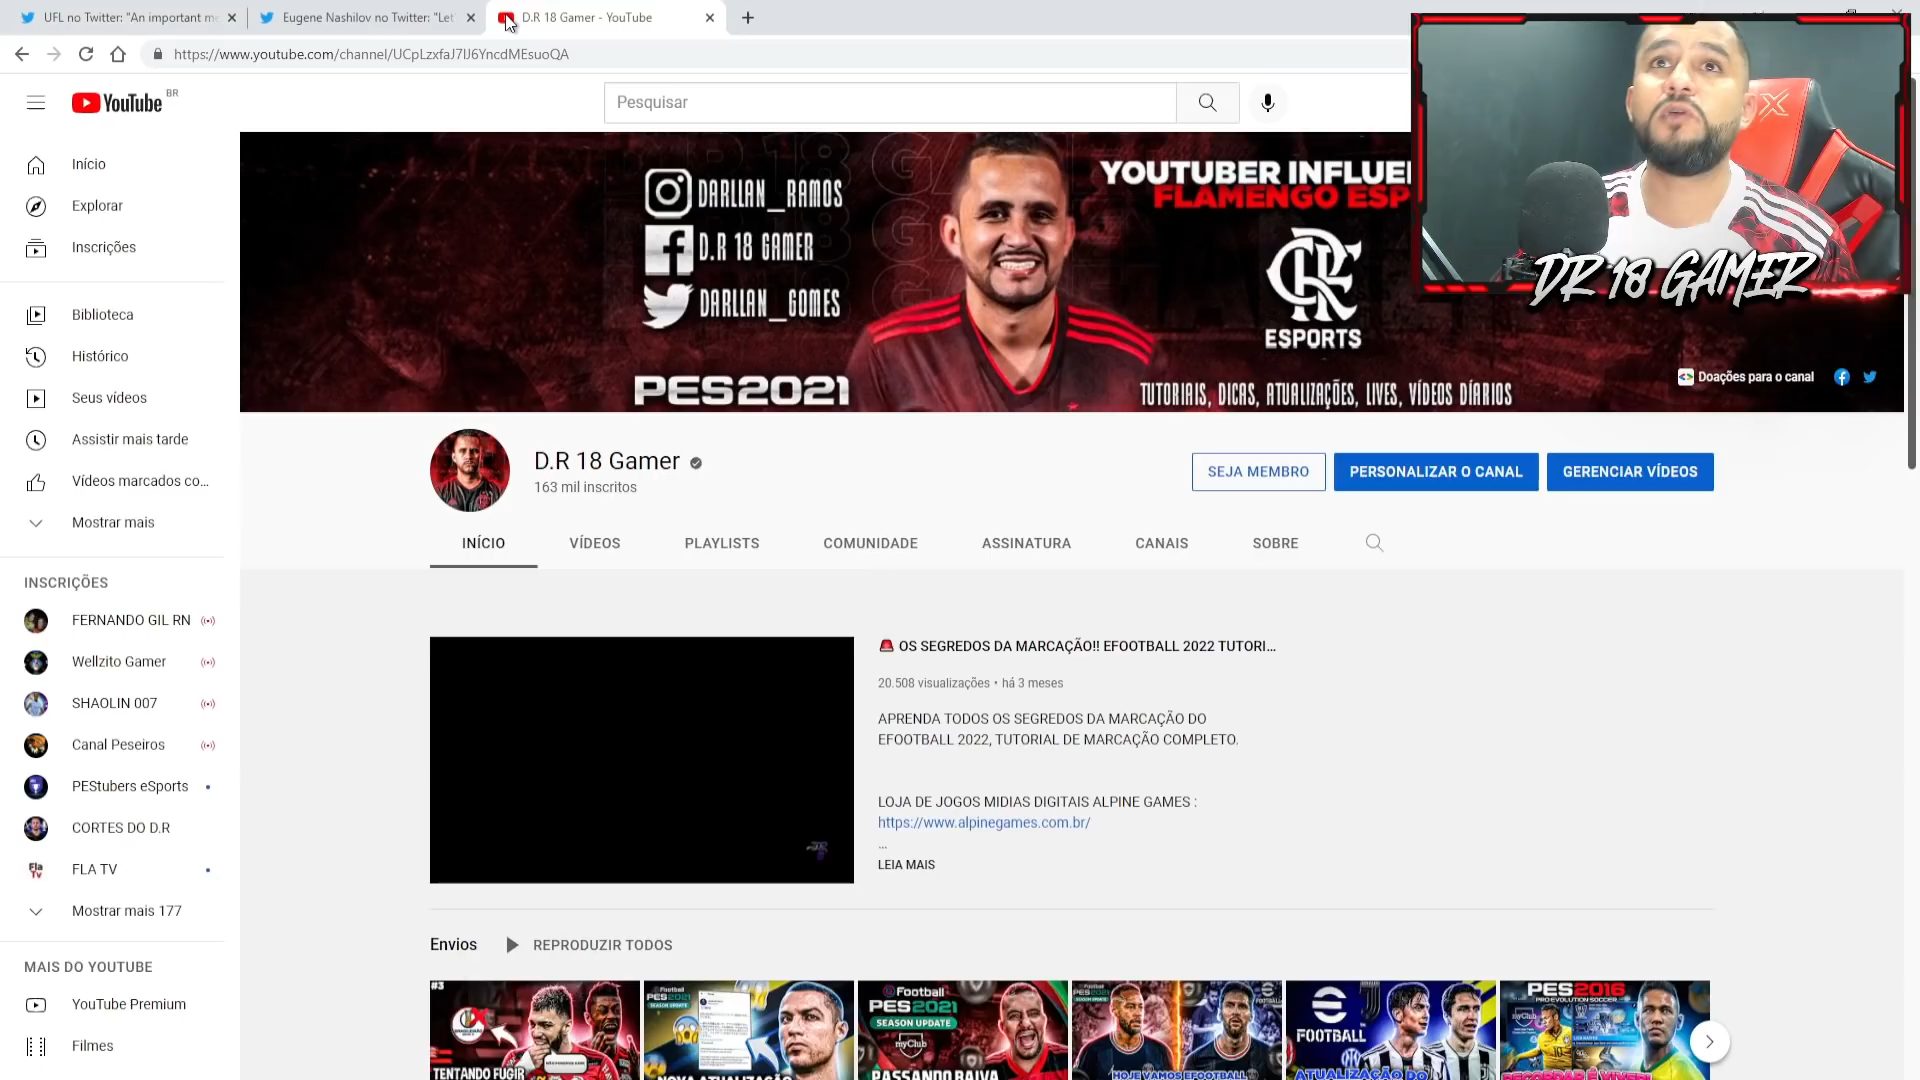 UFL no Twitter: "An important me
Eugene Nashilov no Twitter: "Let'
D.R 18 Gamer - YouTube
https://www.youtube.com/channel/UCpLzxfaJ7lJ6YncdMEsuoQA
YouTube BR
Pesquisar
Início
Explorar
Inscrições
Biblioteca
Histórico
Seus vídeos
Assistir mais tarde
Vídeos marcados co...
Mostrar mais
INSCRIÇÕES
FERNANDO GIL RN
Wellzito Gamer
SHAOLIN 007
Canal Peseiros
PEStubers eSports
CORTES DO D.R
FLA TV
Mostrar mais 177
MAIS DO YOUTUBE
YouTube Premium
Filmes
DARLLAN_RAMOS
D.R 18 GAMER
DARLLAN_GOMES
PES2021
YOUTUBER INFLUE
FLAMENGO ESP
ESPORTS
TUTORIAIS, DICAS, ATUALIZAÇÕES, LIVES, VÍDEOS DIÁRIOS
DR 18 GAMER
Doações para o canal
D.R 18 Gamer
163 mil inscritos
SEJA MEMBRO
PERSONALIZAR O CANAL
GERENCIAR VÍDEOS
INÍCIO
VÍDEOS
PLAYLISTS
COMUNIDADE
ASSINATURA
CANAIS
SOBRE
OS SEGREDOS DA MARCAÇÃO!! EFOOTBALL 2022 TUTORI...
20.508 visualizações • há 3 meses
APRENDA TODOS OS SEGREDOS DA MARCAÇÃO DO
EFOOTBALL 2022, TUTORIAL DE MARCAÇÃO COMPLETO.
LOJA DE JOGOS MIDIAS DIGITAIS ALPINE GAMES :
https://www.alpinegames.com.br/
...
LEIA MAIS
Envios
REPRODUZIR TODOS
#3
TENTANDO FUGIR
PES2021
SEASON UPDATE
NOVA ATUALIZAÇÃO
Football
PES2021
SEASON UPDATE
myClub
PASSANDO RAIVA
PES2021
HOJE VAMOS EFOOTBALL
FOOTBALL
ATUALIZAÇÃO DO
PES2016
PRO EVOLUTION SOCCER
myClub
RECORDAR É VIVER!